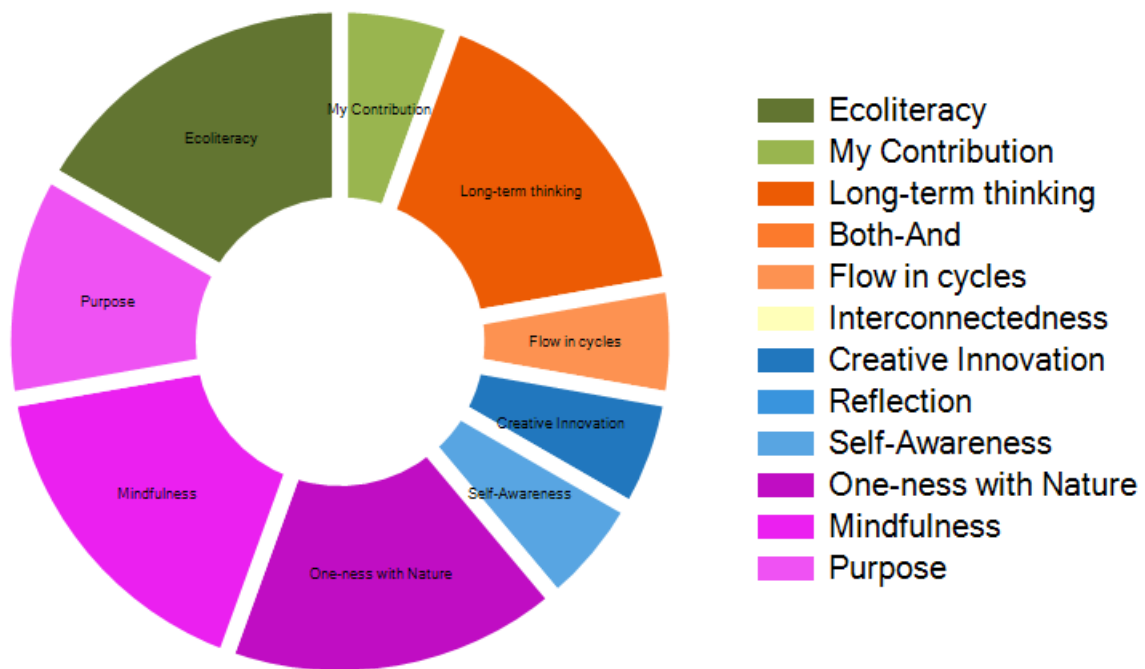 My Contribution
Ecoliteracy
Long-term thinking
Purpose
Flow in cycles
Creative Innovation
Mindfulness
Self-Awareness
One-ness with Nature
Ecoliteracy
My Contribution
Long-term thinking
Both-And
Flow in cycles
Interconnectedness
Creative Innovation
Reflection
Self-Awareness
One-ness with Nature
Mindfulness
Purpose